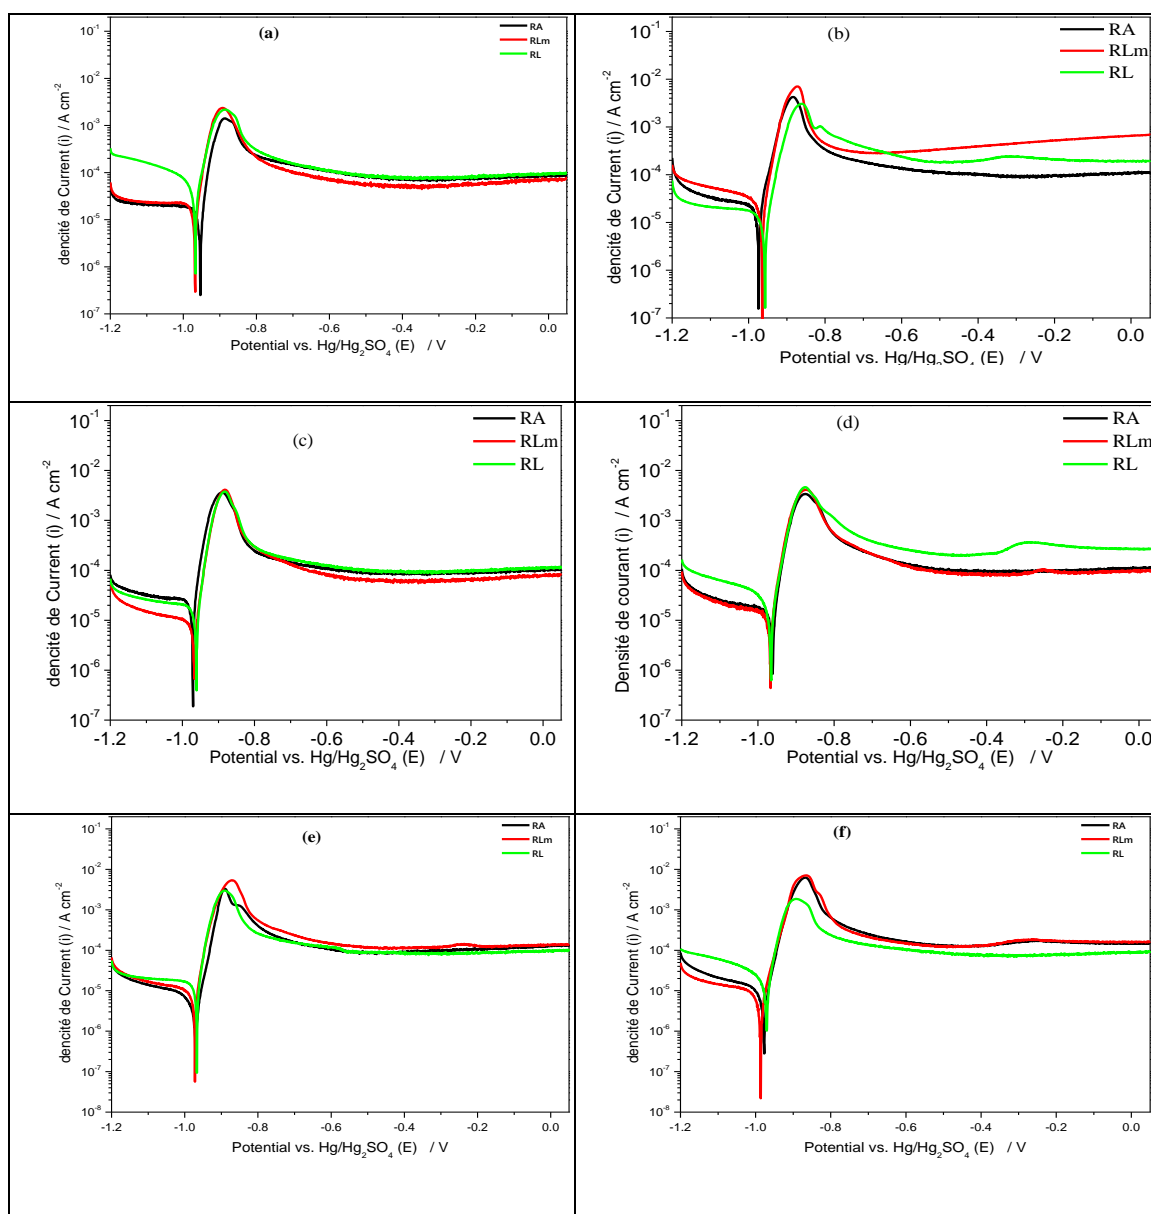 (a)
RA
RLm
RL
10⁻¹
10⁻²
10⁻³
10⁻⁴
10⁻⁵
10⁻⁶
10⁻⁷
-1.2 -1.0 -0.8 -0.6 -0.4 -0.2 0.0
dencité de Current (i) / A cm⁻²
Potential vs. Hg/Hg₂SO₄ (E) / V
(b)
RA
RLm
RL
10⁻¹
10⁻²
10⁻³
10⁻⁴
10⁻⁵
10⁻⁶
10⁻⁷
-1.2 -1.0 -0.8 -0.6 -0.4 -0.2 0.0
dencité de Current (i) / A cm⁻²
Potential vs. Hg/Hg₂SO₄ (E) / V
(c)
RA
RLm
RL
10⁻¹
10⁻²
10⁻³
10⁻⁴
10⁻⁵
10⁻⁶
10⁻⁷
-1.2 -1.0 -0.8 -0.6 -0.4 -0.2 0.0
dencité de Current (i) / A cm⁻²
Potential vs. Hg/Hg₂SO₄ (E) / V
(d)
RA
RLm
RL
10⁻¹
10⁻²
10⁻³
10⁻⁴
10⁻⁵
10⁻⁶
10⁻⁷
-1.2 -1.0 -0.8 -0.6 -0.4 -0.2 0.0
Densité de courant (i) / A cm⁻²
Potential vs. Hg/Hg₂SO₄ (E) / V
(e)
RA
RLm
RL
10⁻¹
10⁻²
10⁻³
10⁻⁴
10⁻⁵
10⁻⁶
10⁻⁷
10⁻⁸
-1.2 -1.0 -0.8 -0.6 -0.4 -0.2 0.0
dencité de Current (i) / A cm⁻²
Potential vs. Hg/Hg₂SO₄ (E) / V
(f)
RA
RLm
RL
10⁻¹
10⁻²
10⁻³
10⁻⁴
10⁻⁵
10⁻⁶
10⁻⁷
10⁻⁸
-1.2 -1.0 -0.8 -0.6 -0.4 -0.2 0.0
dencité de Current (i) / A cm⁻²
Potential vs. Hg/Hg₂SO₄ (E) / V